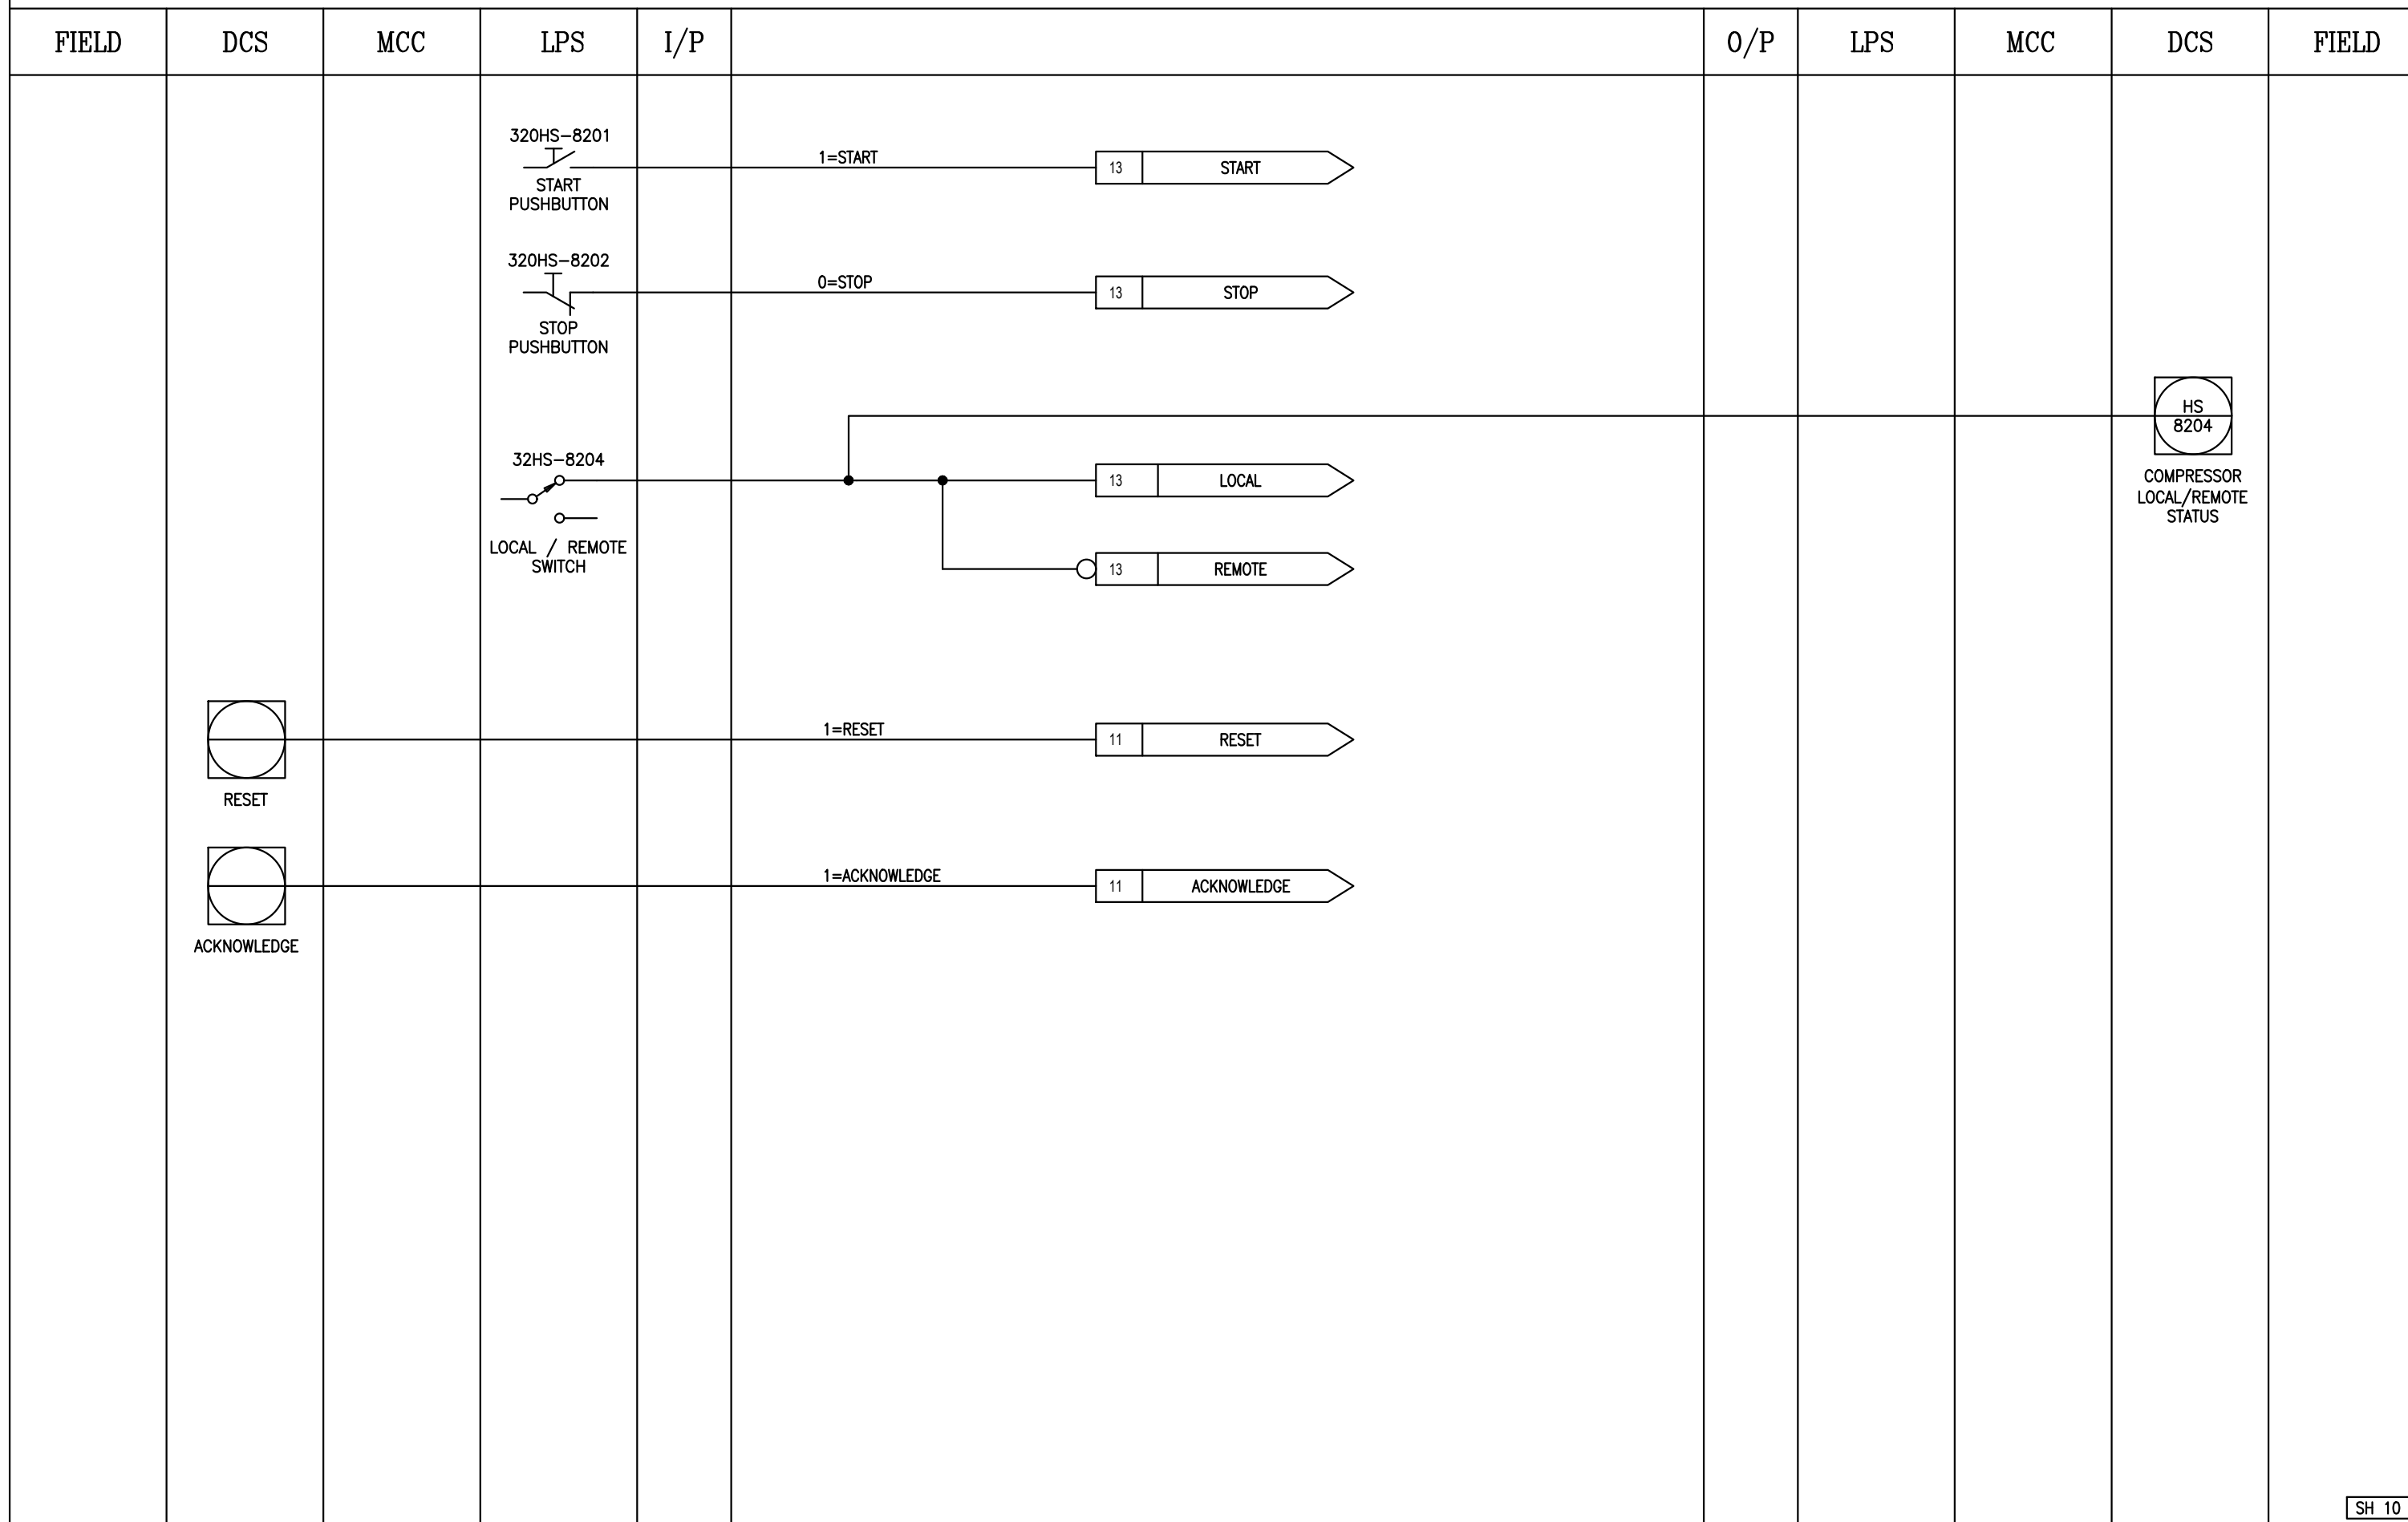 FIELD DCS MCC LPS I/P O/P LPS MCC DCS FIELD
320HS-8201
START
PUSHBUTTON
1=START
13 START
320HS-8202
STOP
PUSHBUTTON
0=STOP
13 STOP
HS
8204
COMPRESSOR
LOCAL/REMOTE
STATUS
32HS-8204
LOCAL / REMOTE
SWITCH
13 LOCAL
13 REMOTE
RESET
1=RESET
11 RESET
ACKNOWLEDGE
1=ACKNOWLEDGE
11 ACKNOWLEDGE
SH 10